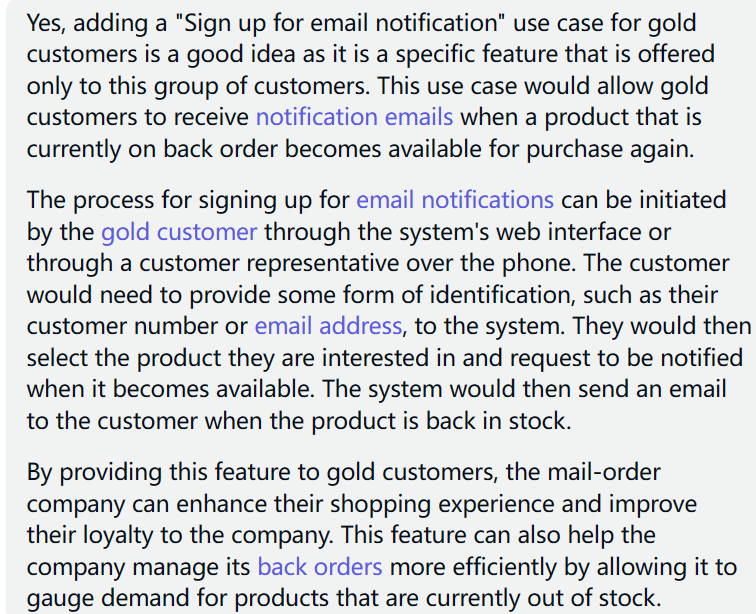 Yes, adding a "Sign up for email notification" use case for gold
customers is a good idea as it is a specific feature that is offered
only to this group of customers. This use case would allow gold
customers to receive notification emails when a product that is
currently on back order becomes available for purchase again.
The process for signing up for email notifications can be initiated
by the gold customer through the system's web interface or
through a customer representative over the phone. The customer
would need to provide some form of identification, such as their
customer number or email address, to the system. They would then
select the product they are interested in and request to be notified
when it becomes available. The system would then send an email
to the customer when the product is back in stock.
By providing this feature to gold customers, the mail-order
company can enhance their shopping experience and improve
their loyalty to the company. This feature can also help the
company manage its back orders more efficiently by allowing it to
gauge demand for products that are currently out of stock.